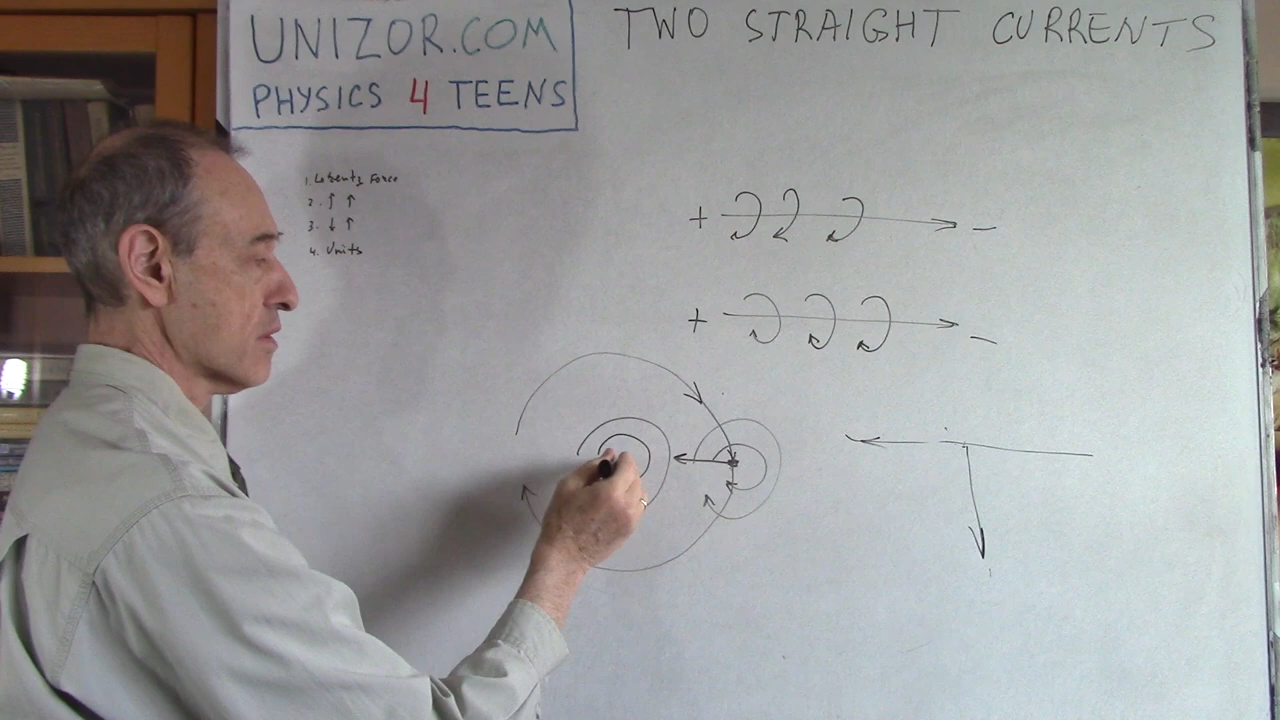 UNIZOR.COM
PHYSICS 4 TEENS
TWO STRAIGHT CURRENTS
1. Lorentz Force
2. ↑ ↑
3. ↓ ↑
4. Units
+ −
+ −